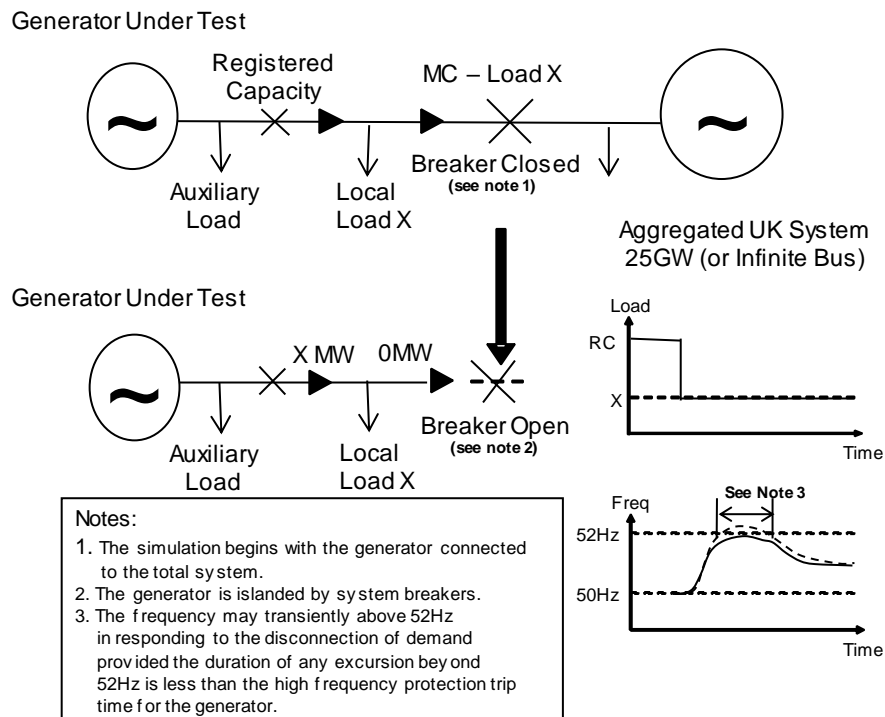 Generator Under Test
Registered
Capacity
MC – Load X
~
~
Auxiliary
Load
Local
Load X
Breaker Closed
(see note 1)
Aggregated UK System
25GW (or Infinite Bus)
Generator Under Test
X MW
0MW
~
Auxiliary
Load
Local
Load X
Breaker Open
(see note 2)
Load
RC
X
Time
Freq
See Note 3
52Hz
50Hz
Time
Notes:
1. The simulation begins with the generator connected
to the total system.
2. The generator is islanded by system breakers.
3. The frequency may transiently above 52Hz
in responding to the disconnection of demand
provided the duration of any excursion beyond
52Hz is less than the high frequency protection trip
time for the generator.